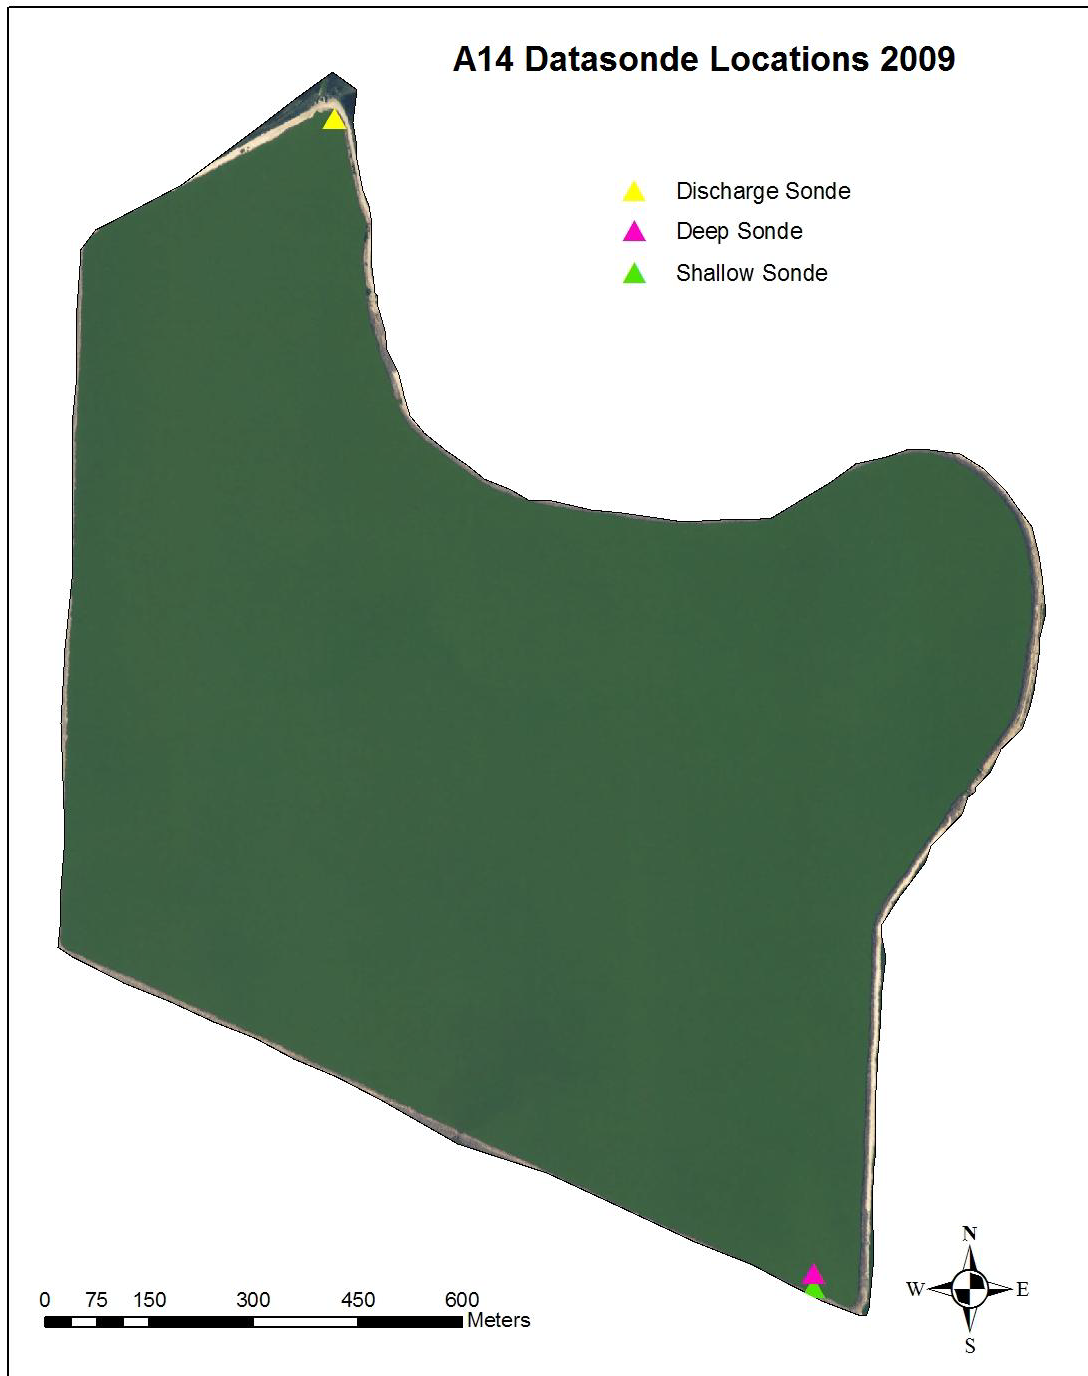 A14 Datasonde Locations 2009
Discharge Sonde
Deep Sonde
Shallow Sonde
N
W E
S
0 75 150 300 450 600
Meters